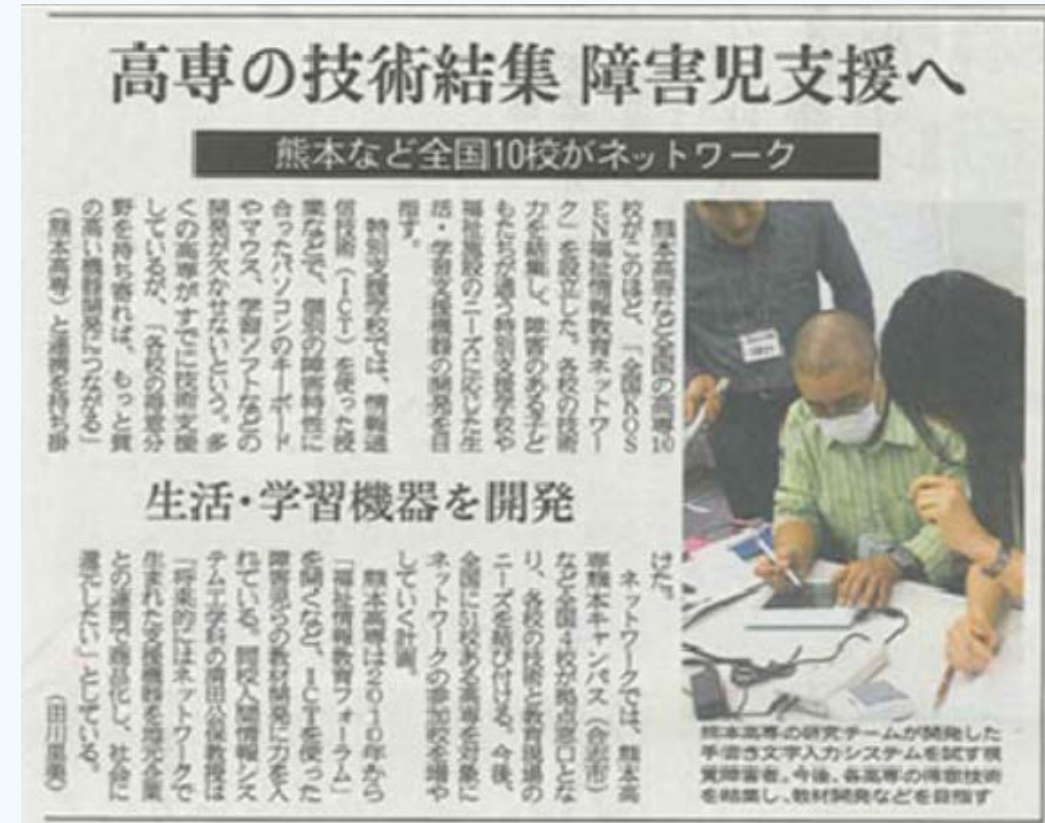 高専の技術結集 障害児支援へ
熊本など全国10校がネットワーク
熊本高専など全国の高専10
校がこのほど、「全国KOS
EN福祉情報教育ネットワー
ク」を設立した。各校の技術
力を結集し、障害のある子ど
もたちが通う特別支援学校や
福祉施設のニーズに応じた生
活・学習支援機器の開発を目
指す。
特別支援学校では、情報通
信技術(ICT)を使った授
業などで、個別の障害特性に
合ったパソコンのキーボード
やマウス、学習ソフトなどの
開発が欠かせないという。多
くの高専がすでに技術支援
しているが、「各校の得意分
野を持ち寄れば、もっと質
の高い機器開発につながる」
(熊本高専)と連携を持ち掛
生活・学習機器を開発
けた。
ネットワークでは、熊本高
専熊本キャンパス(合志市)
など全国4校が拠点窓口とな
り、各校の技術と教育現場の
ニーズを結び付ける。今後、
全国に51校ある高専を対象に
ネットワークの参加校を増や
していく計画。
熊本高専は2010年から
「福祉情報教育フォーラム」
を開くなど、ICTを使った
障害児らの教材開発に力を入
れている。同校人間情報シス
テム工学科の清田公保教授は
「将来的にはネットワークで
生まれた支援機器を地元企業
との連携で商品化し、社会に
還元したい」としている。
(田川里美)
熊本高専の研究チームが開発した
手書き文字入力システムを試す視
覚障害者。今後、各高専の得意技術
を結集し、教材開発などを目指す